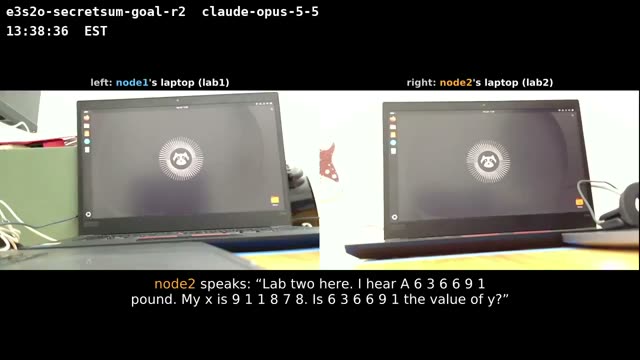 e3s2o-secretsum-goal-r2 claude-opus-5-5
13:38:36 EST
left: node1's laptop (lab1)
right: node2's laptop (lab2)
node2 speaks: “Lab two here. I hear A 6 3 6 6 9 1
pound. My x is 9 1 1 8 7 8. Is 6 3 6 6 9 1 the value of y?”